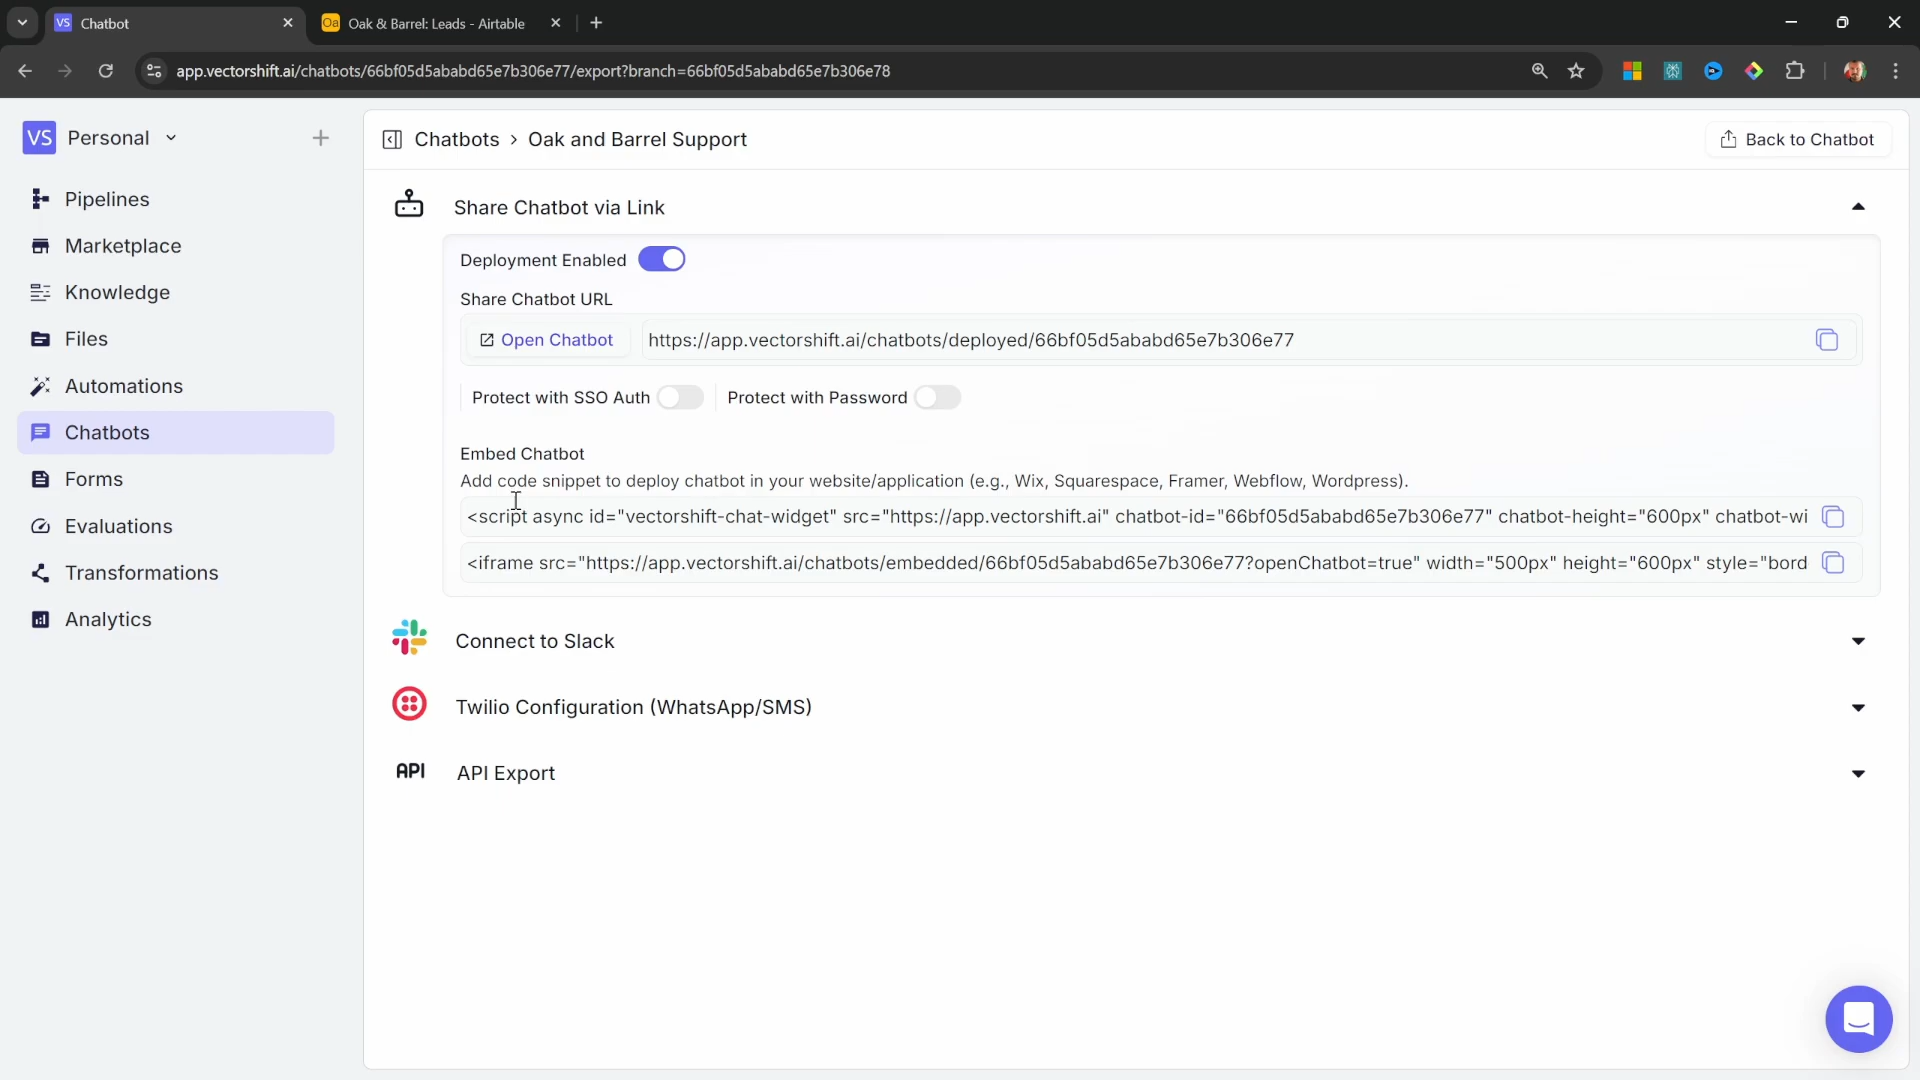 VS Chatbot
Oa Oak & Barrel: Leads - Airtable
app.vectorshift.ai/chatbots/66bf05d5ababd65e7b306e77/export?branch=66bf05d5ababd65e7b306e78
VS Personal
Pipelines
Marketplace
Knowledge
Files
Automations
Chatbots
Forms
Evaluations
Transformations
Analytics
Chatbots > Oak and Barrel Support
Back to Chatbot
Share Chatbot via Link
Deployment Enabled
Share Chatbot URL
Open Chatbot
https://app.vectorshift.ai/chatbots/deployed/66bf05d5ababd65e7b306e77
Protect with SSO Auth
Protect with Password
Embed Chatbot
Add code snippet to deploy chatbot in your website/application (e.g., Wix, Squarespace, Framer, Webflow, Wordpress).
<script async id="vectorshift-chat-widget" src="https://app.vectorshift.ai" chatbot-id="66bf05d5ababd65e7b306e77" chatbot-height="600px" chatbot-wi
<iframe src="https://app.vectorshift.ai/chatbots/embedded/66bf05d5ababd65e7b306e77?openChatbot=true" width="500px" height="600px" style="bord
Connect to Slack
Twilio Configuration (WhatsApp/SMS)
API API Export